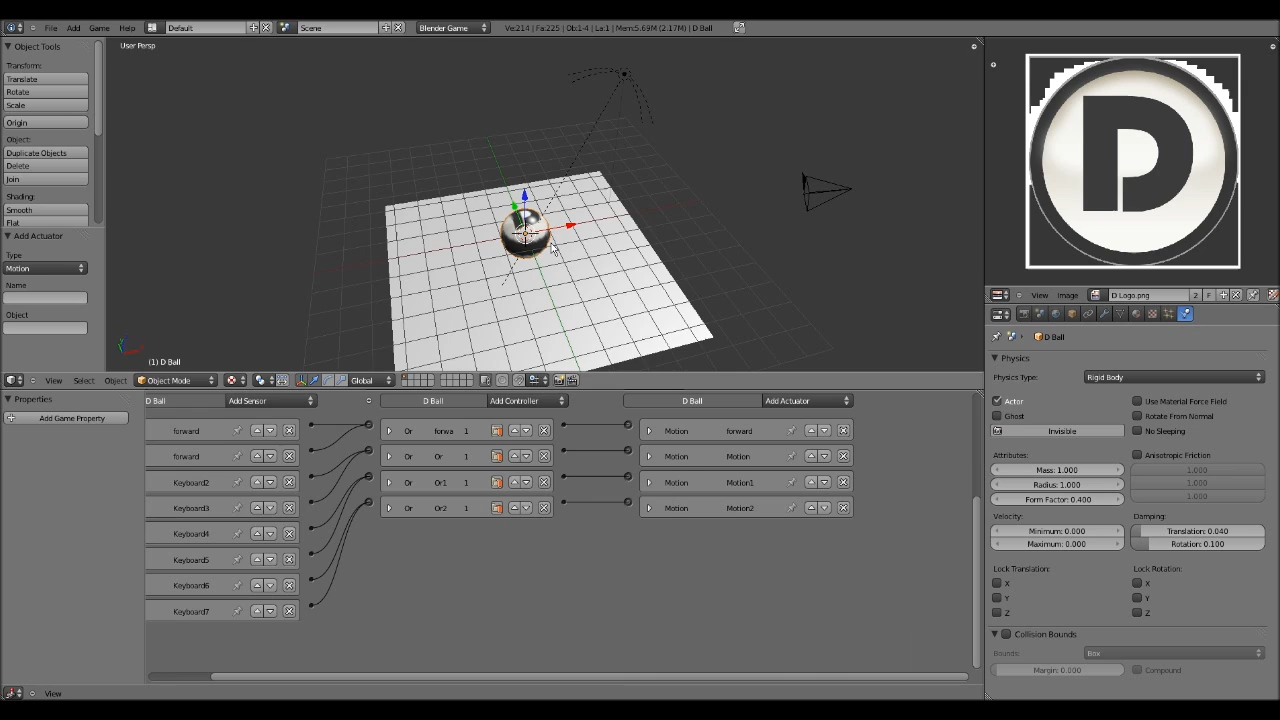 File Add Game Help Default Scene Blender Game Ve:214 | Fa:225 | Ob:1-4 | La:1 | Mem:5.69M (2.17M) | D Ball
Object Tools
Transform:
Translate
Rotate
Scale
Origin
Object:
Duplicate Objects
Delete
Join
Shading:
Smooth
Flat
Add Actuator
Type
Motion
Name
Object
User Persp
(1) D Ball
View Select Object Object Mode Global
D
View Image D Logo.png 2 F
D Ball
Physics
Physics Type: Rigid Body
Actor Use Material Force Field
Ghost Rotate From Normal
Invisible No Sleeping
Attributes: Anisotropic Friction
Mass: 1.000 1.000
Radius: 1.000 1.000
Form Factor: 0.400 1.000
Velocity: Damping:
Minimum: 0.000 Translation: 0.040
Maximum: 0.000 Rotation: 0.100
Lock Translation: Lock Rotation:
X X
Y Y
Z Z
Collision Bounds
Bounds: Box
Margin: 0.000 Compound
Properties
Add Game Property
D Ball Add Sensor D Ball Add Controller D Ball Add Actuator
forward Or forwa 1 Motion forward
forward Or Or 1 Motion Motion
Keyboard2 Or Or1 1 Motion Motion1
Keyboard3 Or Or2 1 Motion Motion2
Keyboard4
Keyboard5
Keyboard6
Keyboard7
View